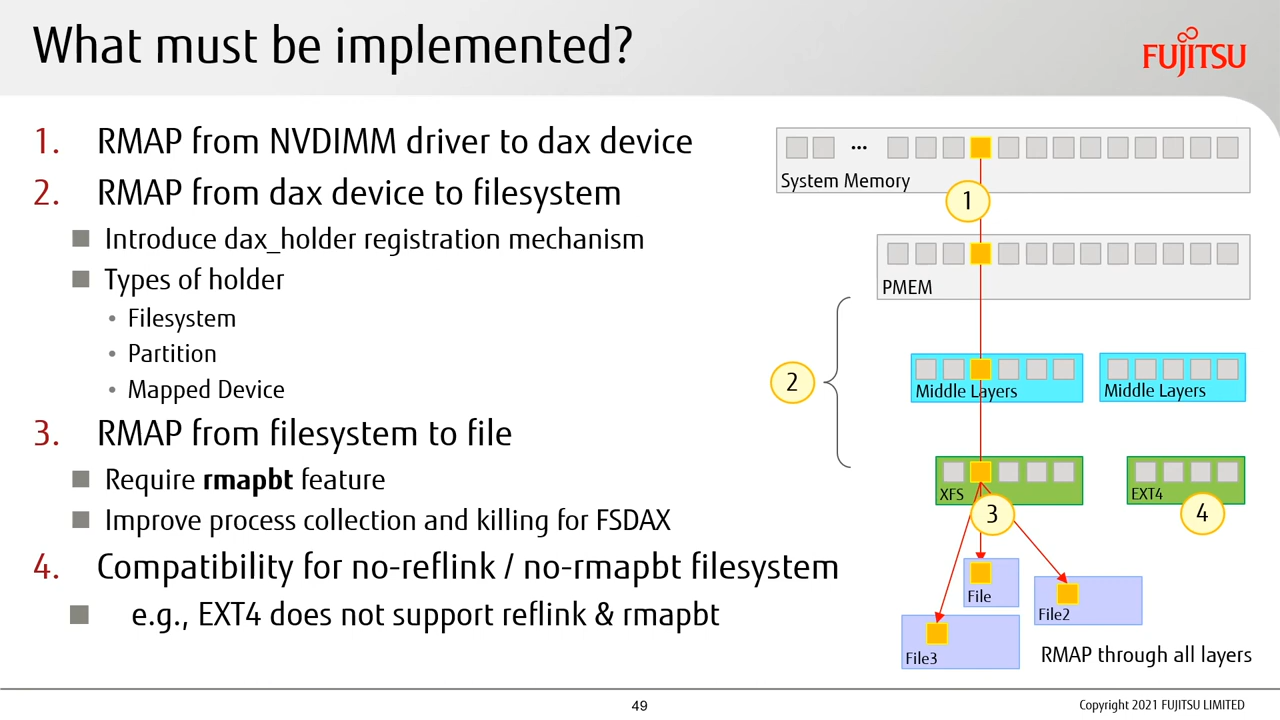 What must be implemented?
FUJITSU
1. RMAP from NVDIMM driver to dax device
2. RMAP from dax device to filesystem
Introduce dax_holder registration mechanism
Types of holder
• Filesystem
• Partition
• Mapped Device
3. RMAP from filesystem to file
Require rmapbt feature
Improve process collection and killing for FSDAX
4. Compatibility for no-reflink / no-rmapbt filesystem
e.g., EXT4 does not support reflink & rmapbt
...
System Memory
1
PMEM
2
Middle Layers
Middle Layers
XFS
3
EXT4
4
File
File2
File3
RMAP through all layers
49
Copyright 2021 FUJITSU LIMITED